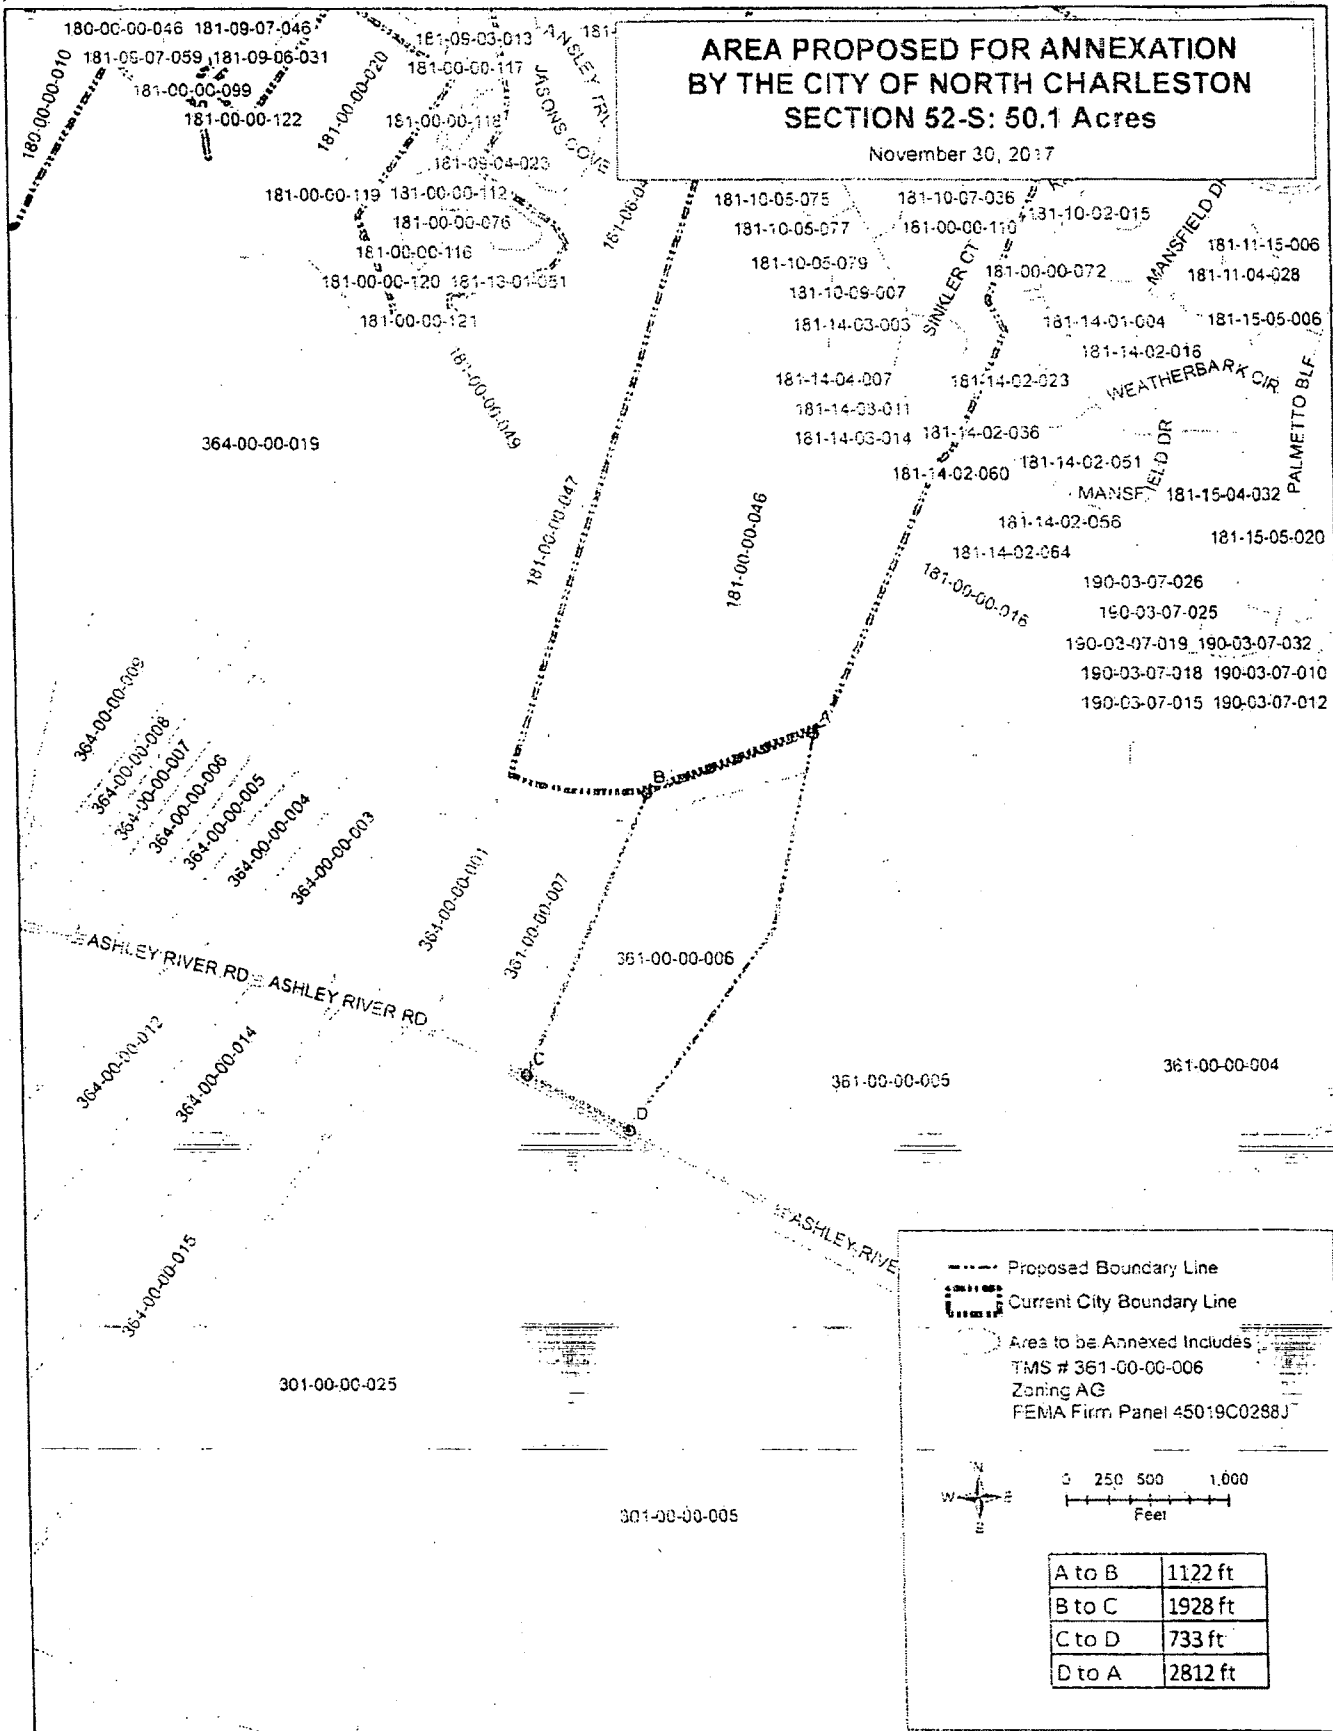 AREA PROPOSED FOR ANNEXATION
BY THE CITY OF NORTH CHARLESTON
SECTION 52-S: 50.1 Acres
November 30, 2017
180-00-00-046 181-09-07-046
181-09-07-059 181-09-06-031
181-00-00-099
181-00-00-122
180-00-00-010
181-00-00-020
181-09-03-013
181-00-00-117
181-00-00-118
181-09-04-023
ANSLEY TRL
JASONS COVE
181-00-00-119 181-00-00-112
181-00-00-076
181-00-00-116
181-00-00-120 181-13-01-051
181-00-00-121
181-00-00-049
181-10-05-075
181-10-05-077
181-10-05-079
181-10-09-007
181-14-03-003
181-14-04-007
181-14-03-011
181-14-03-014
181-10-07-036
181-00-00-110
181-10-02-015
SINKLER CT
181-00-00-072
MANSFIELD DR
181-11-15-006
181-11-04-028
181-14-01-004
181-15-05-006
181-14-02-016
181-14-02-023
WEATHERBARK CIR
PALMETTO BLF
181-14-02-036
181-14-02-060
181-14-02-051
MANSFIELD DR
181-15-04-032
181-14-02-056
181-15-05-020
181-14-02-064
181-00-00-016
190-03-07-026
190-03-07-025
190-03-07-019 190-03-07-032
190-03-07-018 190-03-07-010
190-03-07-015 190-03-07-012
364-00-00-019
181-00-00-047
181-00-00-046
364-00-00-009
364-00-00-008
364-00-00-007
364-00-00-006
364-00-00-005
364-00-00-004
364-00-00-003
364-00-00-001
361-00-00-007
B
361-00-00-006
ASHLEY RIVER RD
ASHLEY RIVER RD
C
D
364-00-00-012
364-00-00-014
361-00-00-005
361-00-00-004
364-00-00-015
ASHLEY RIVE
301-00-00-025
301-00-00-005
Proposed Boundary Line
Current City Boundary Line
Area to be Annexed Includes
TMS # 361-00-00-006
Zoning AG
FEMA Firm Panel 45019C0288J
N
W E
S
0 250 500 1,000
Feet
A to B 1122 ft
B to C 1928 ft
C to D 733 ft
D to A 2812 ft